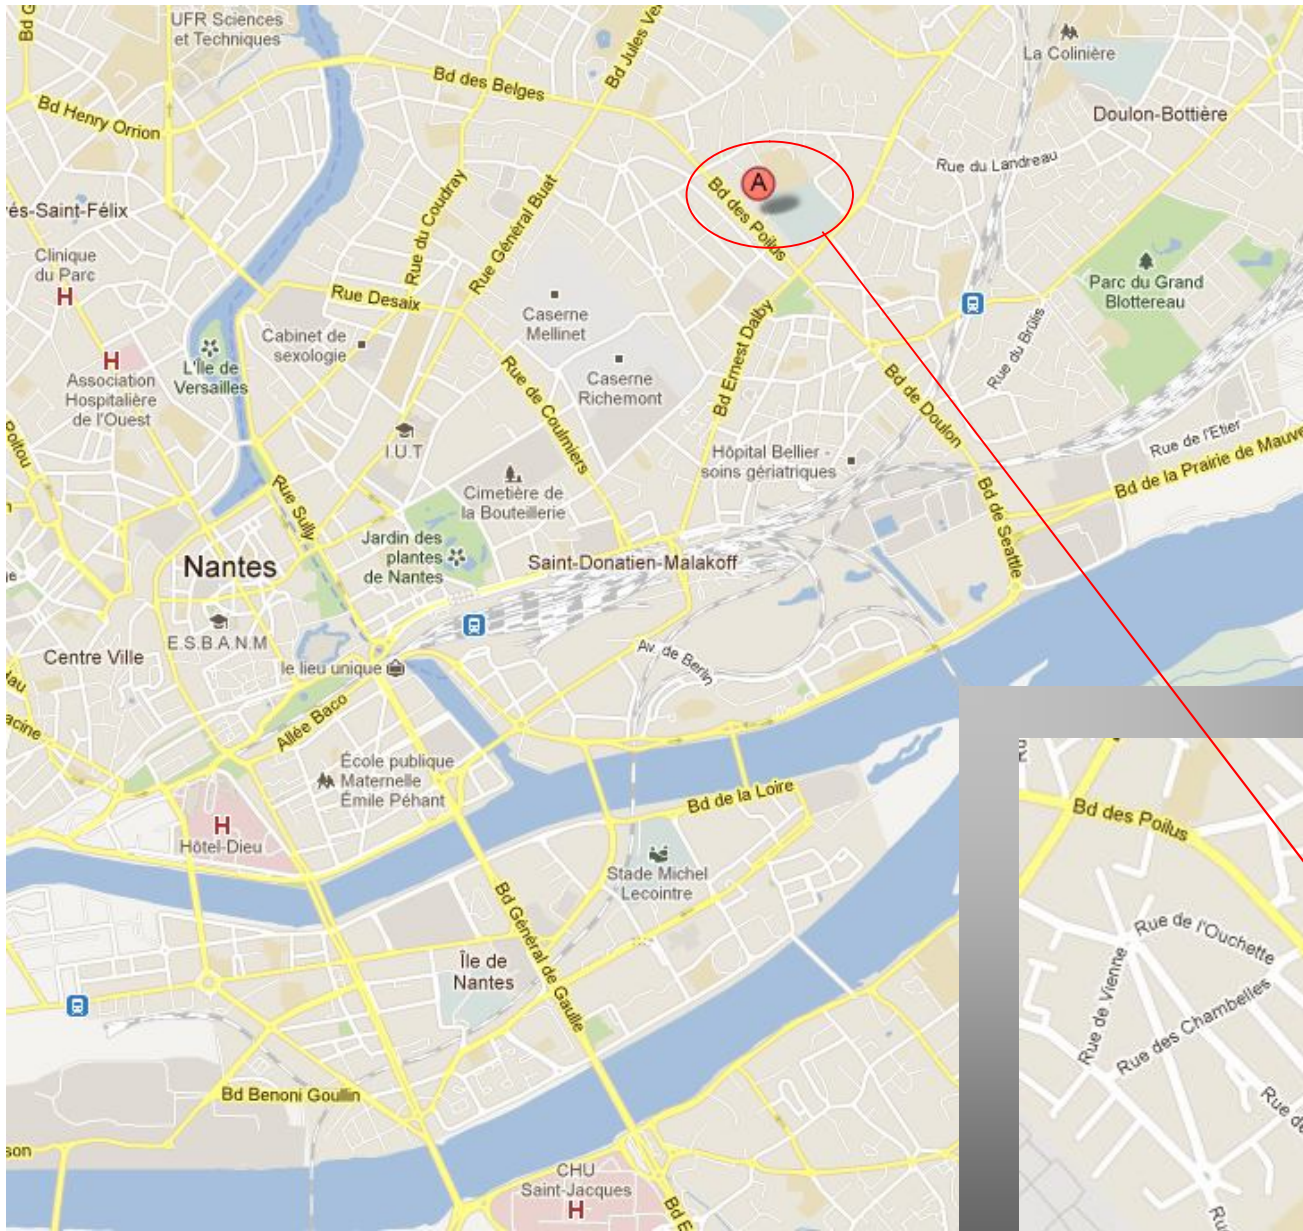 UFR Sciences
et Techniques
Bd Jules Ve
La Colinière
Bd des Belges
Bd Henry Orrion
Doulon-Bottière
Rue du Landreau
A
Bd des Poilus
és-Saint-Félix
Clinique
du Parc
H
Rue du Coudray
Rue Général Buat
Rue Desaix
Parc du Grand
Blottereau
Caserne
Mellinet
Cabinet de
sexologie
L'Île de
Versailles
H
Association
Hospitalière
de l'Ouest
Rue de Coulmiers
Caserne
Richemont
Bd Ernest Dalby
Rue du Brûlis
Bd de Doulon
Poitou
I.U.T
Hôpital Bellier -
soins gériatriques
Rue de l'Etier
Bd de la Prairie de Mauve
Rue Sully
Cimetière de
la Bouteillerie
Bd de Seattle
Jardin des
plantes
de Nantes
Nantes
Saint-Donatien-Malakoff
E.S.B.A.N.M
Centre Ville
le lieu unique
Av. de Berlin
acine
Allée Baco
École publique
Maternelle
Émile Péhant
Bd de la Loire
H
Hôtel-Dieu
Stade Michel
Lecointre
Bd Général de Gaulle
Île de
Nantes
Bd Benoni Goullin
son
CHU
Saint-Jacques
H
Bd E
Bd des Poilus
Rue de l'Ouchette
Rue de Vienne
Rue des Chambelles
Rue de